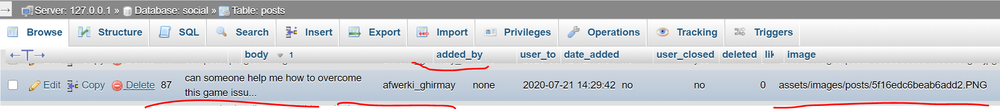 → Server: 127.0.0.1 » Database: social » Table: posts
Browse Structure SQL Search Insert Export Import Privileges Operations Tracking Triggers
←T→ body 1 added_by user_to date_added user_closed deleted lik image
Edit Copy Delete 87 can someone help me how to overcome afwerki_ghirmay none 2020-07-21 14:29:42 no no 0 assets/images/posts/5f16edc6beab6add2.PNG
this game issu...